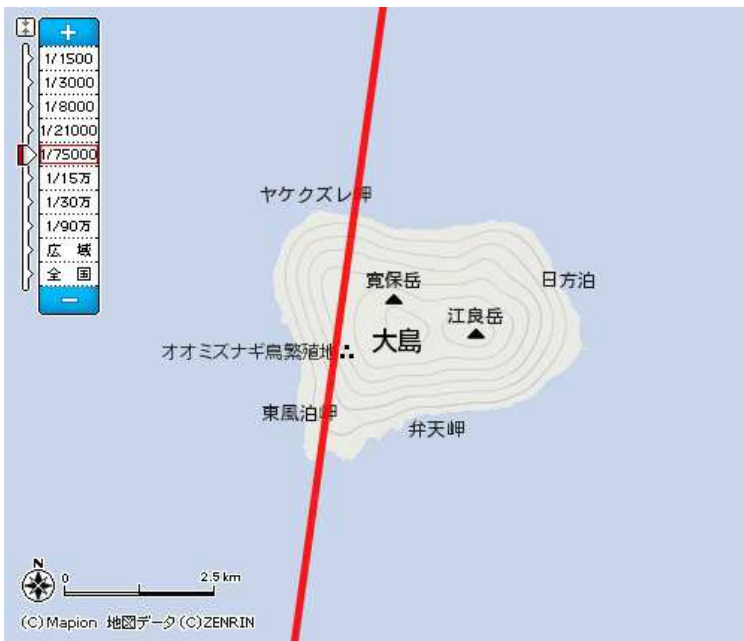 +
1/1500
1/3000
1/8000
1/21000
1/75000
1/15万
1/30万
1/90万
広 域
全 国
−
ヤケクズレ岬
寛保岳
日方泊
江良岳
大島
オオミズナギ鳥繁殖地
東風泊岬
弁天岬
N
0 2.5km
(C)Mapion 地図データ(C)ZENRIN